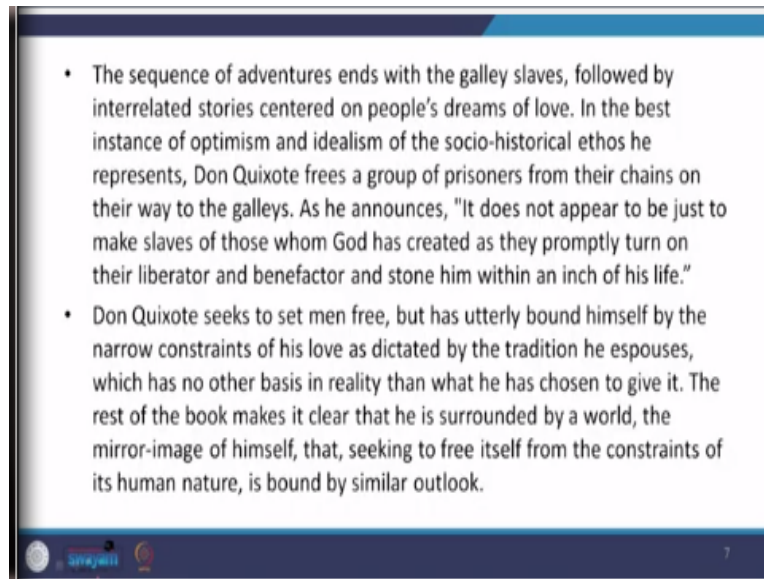 • The sequence of adventures ends with the galley slaves, followed by
interrelated stories centered on people's dreams of love. In the best
instance of optimism and idealism of the socio-historical ethos he
represents, Don Quixote frees a group of prisoners from their chains on
their way to the galleys. As he announces, "It does not appear to be just to
make slaves of those whom God has created as they promptly turn on
their liberator and benefactor and stone him within an inch of his life.”
• Don Quixote seeks to set men free, but has utterly bound himself by the
narrow constraints of his love as dictated by the tradition he espouses,
which has no other basis in reality than what he has chosen to give it. The
rest of the book makes it clear that he is surrounded by a world, the
mirror-image of himself, that, seeking to free itself from the constraints of
its human nature, is bound by similar outlook.
swayam
7